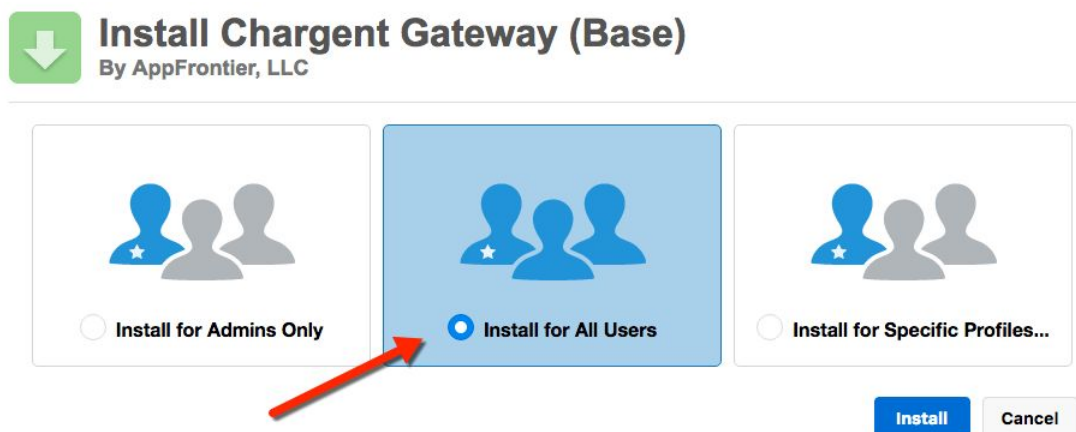 Install Chargent Gateway (Base)
By AppFrontier, LLC
Install for Admins Only
Install for All Users
Install for Specific Profiles...
Install
Cancel